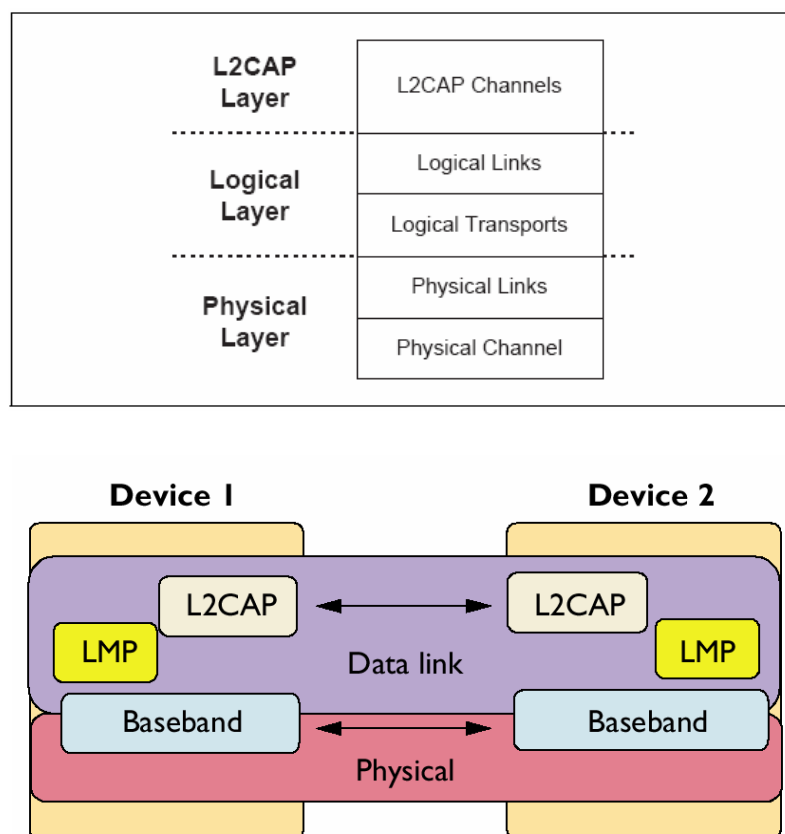 L2CAP
Layer
L2CAP Channels
Logical
Layer
Logical Links
Logical Transports
Physical
Layer
Physical Links
Physical Channel
Device 1
Device 2
L2CAP
L2CAP
LMP
LMP
Data link
Baseband
Baseband
Physical